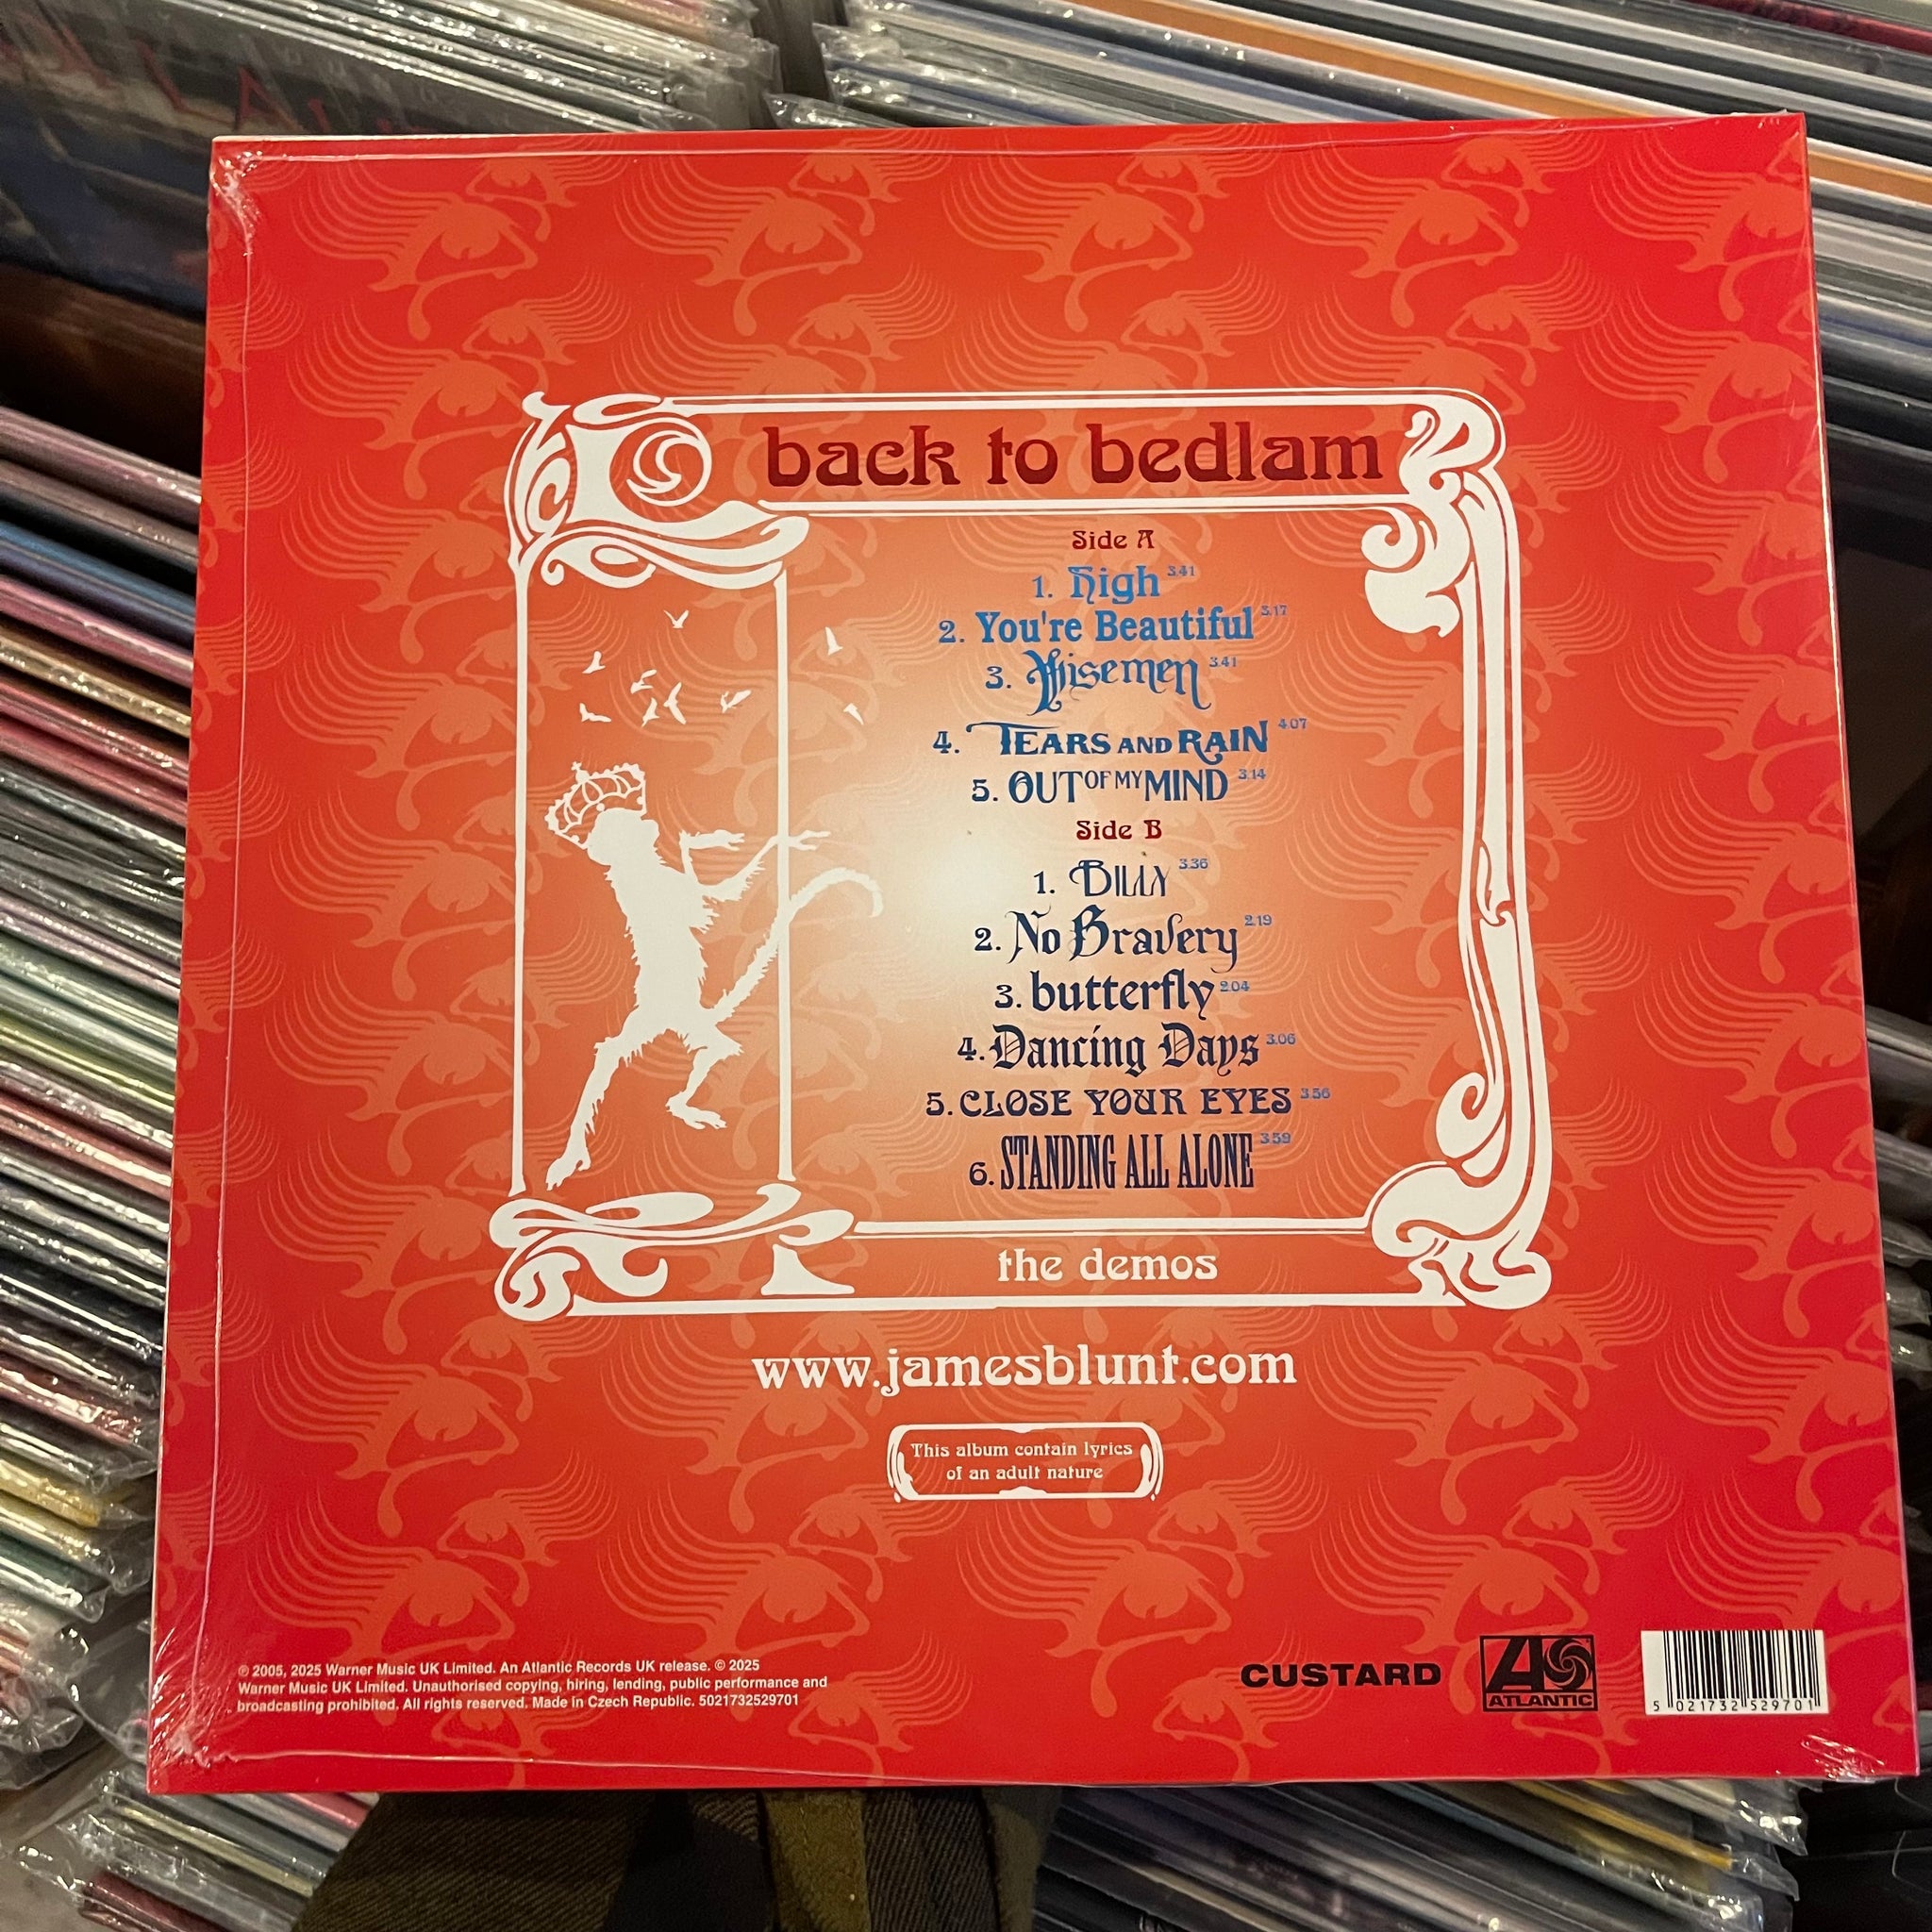 back to bedlam
Side A
1. High 3.41
2. You're Beautiful 3.17
3. Wisemen 3.41
4. TEARS AND RAIN 4.07
5. OUT OF MY MIND 3.14
Side B
1. BILLY 3.36
2. No Bravery 2.19
3. butterfly 2.04
4. Dancing Days 3.06
5. CLOSE YOUR EYES 3.56
6. STANDING ALL ALONE 3.59
the demos
www.jamesblunt.com
This album contain lyrics
of an adult nature
℗ 2005, 2025 Warner Music UK Limited. An Atlantic Records UK release. © 2025
Warner Music UK Limited. Unauthorised copying, hiring, lending, public performance and
broadcasting prohibited. All rights reserved. Made in Czech Republic. 5021732529701
CUSTARD
ATLANTIC
5 021732 529701